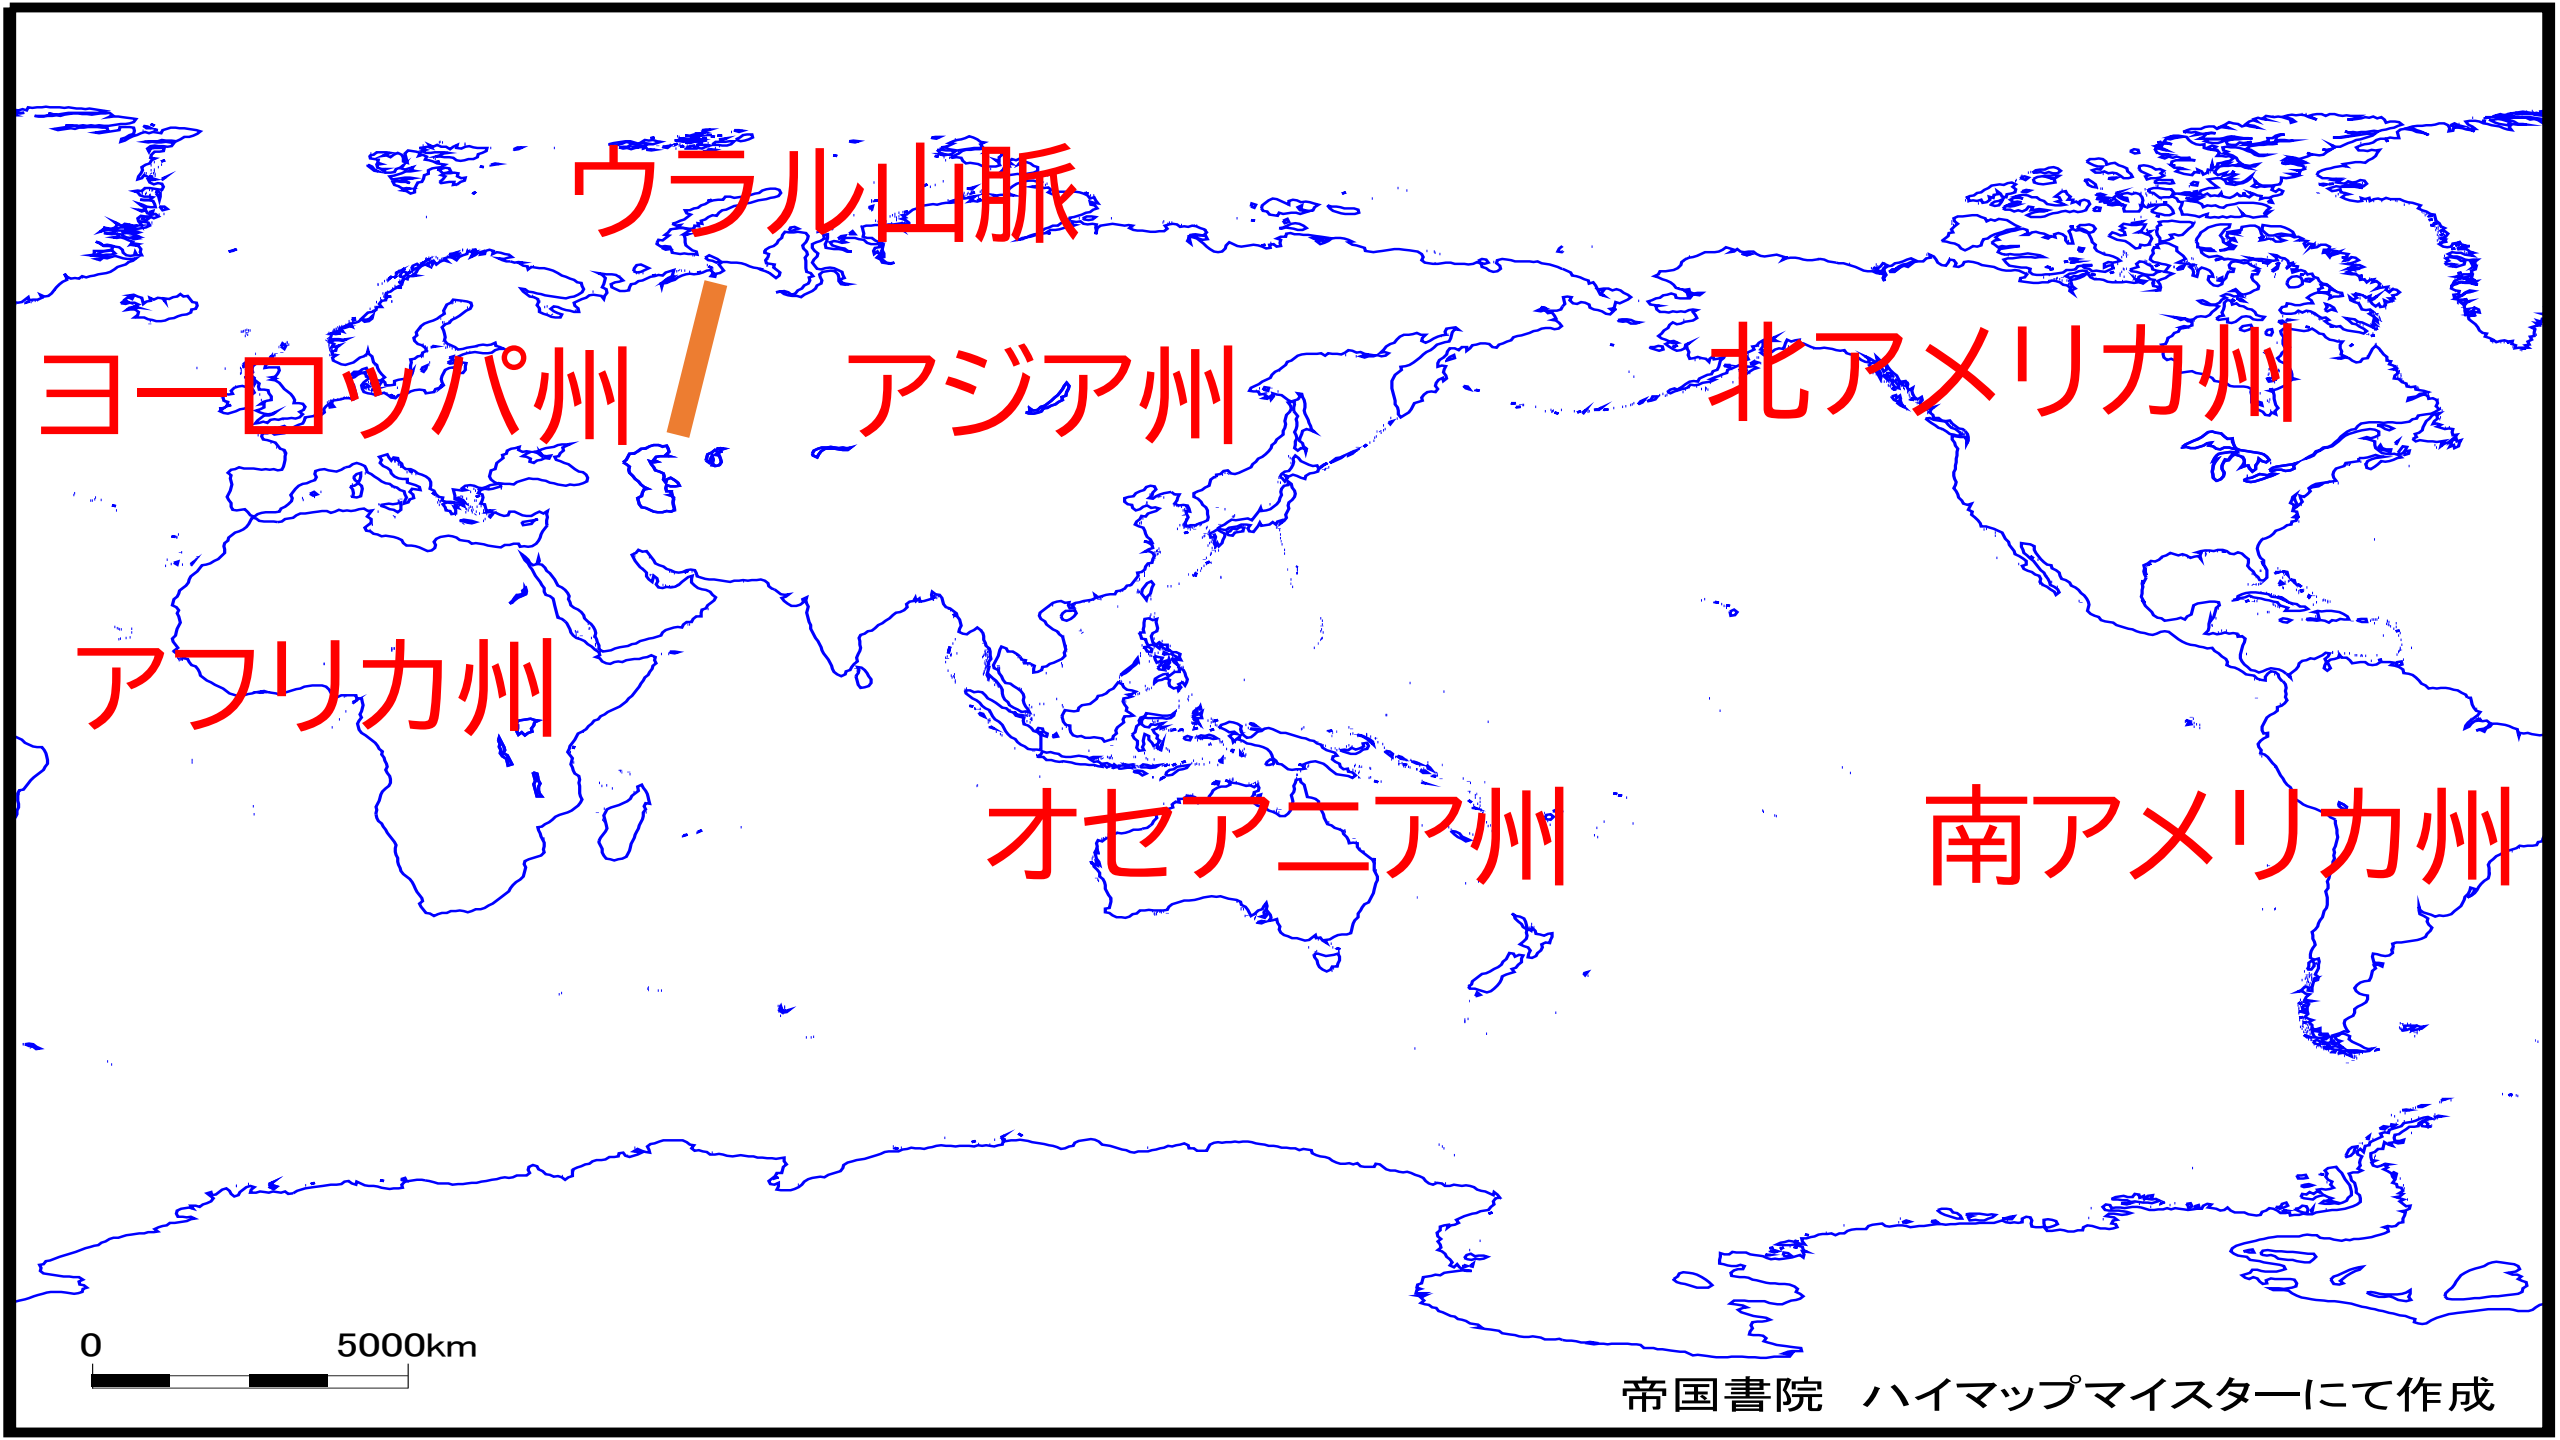 ウラル山脈
ヨーロッパ州
アジア州
北アメリカ州
アフリカ州
オセアニア州
南アメリカ州
0 5000km
帝国書院 ハイマップマイスターにて作成